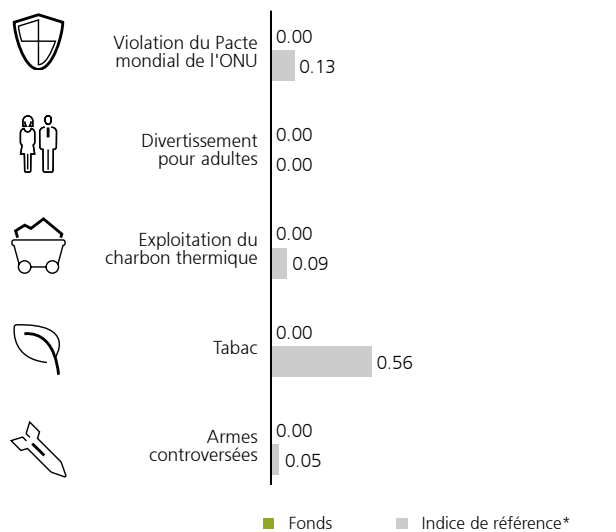 Violation du Pacte
mondial de l'ONU
0.00
0.13
Divertissement
pour adultes
0.00
0.00
Exploitation du
charbon thermique
0.00
0.09
Tabac
0.00
0.56
Armes
controversées
0.00
0.05
Fonds
Indice de référence*